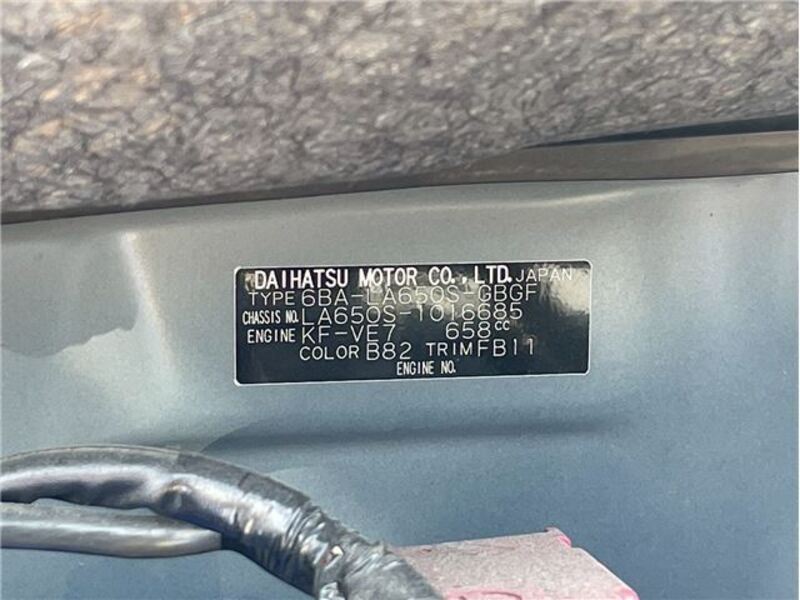 DAIHATSU MOTOR CO.,LTD. JAPAN
TYPE 6BA-LA650S-GBGF
CHASSIS NO. LA650S-1016685
ENGINE KF-VE7 658cc
COLOR B82 TRIM FB11
ENGINE NO.